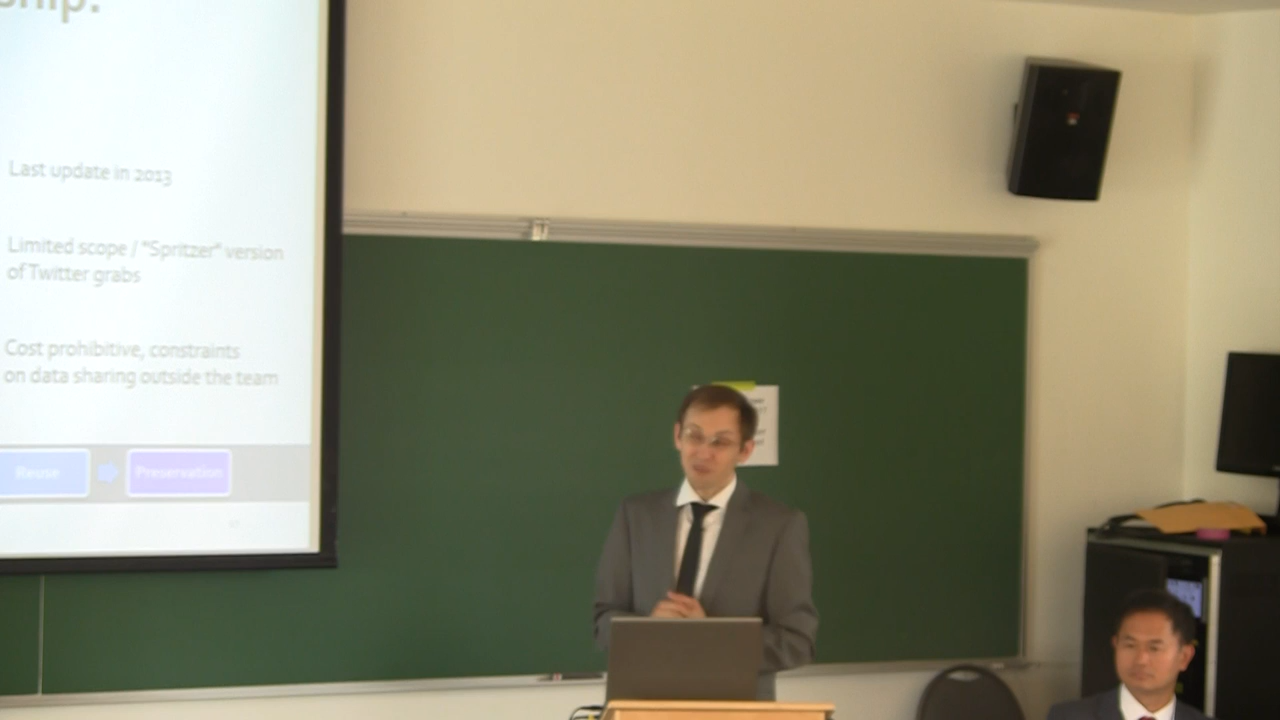 ship?
Last update in 2013
Limited scope / "Spritzer" version
of Twitter grabs
Cost prohibitive, constraints
on data sharing outside the team
Reuse
Preservation